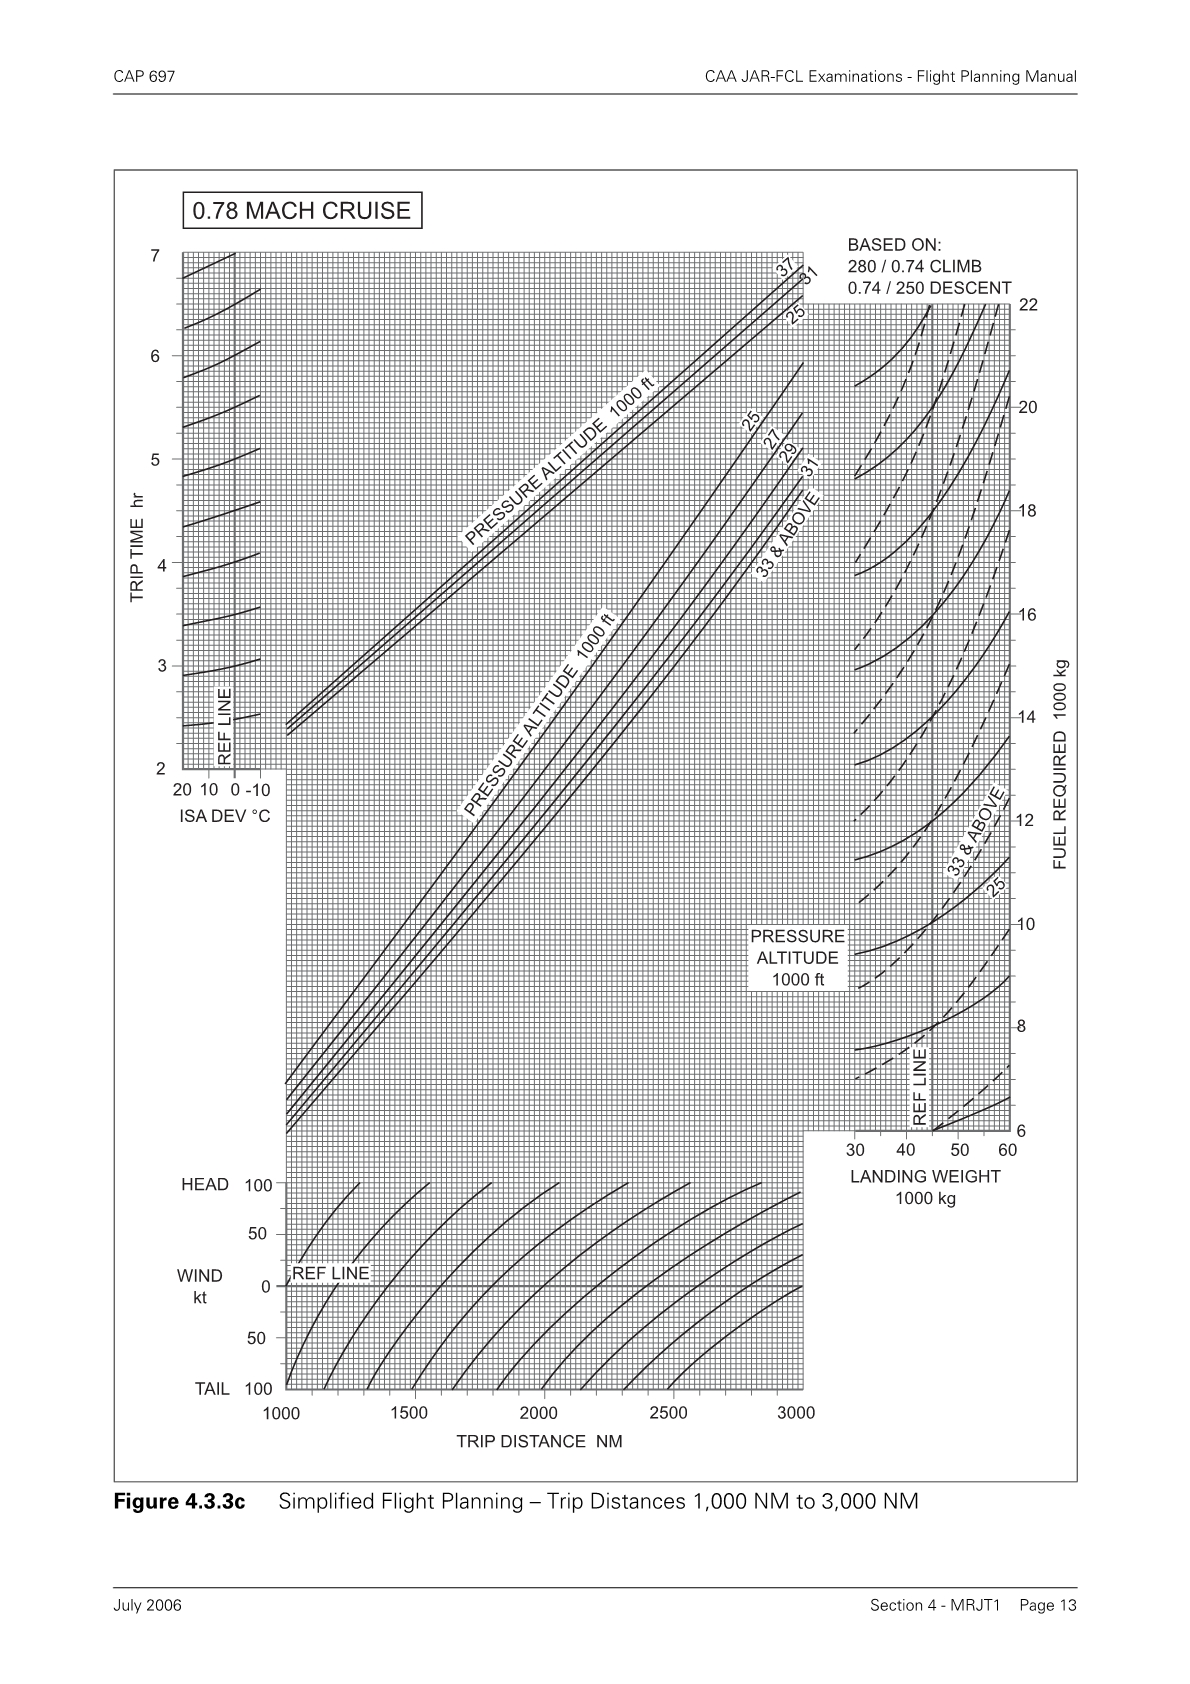 CAP 697
CAA JAR-FCL Examinations - Flight Planning Manual
0.78 MACH CRUISE
BASED ON:
280 / 0.74 CLIMB
0.74 / 250 DESCENT
7
6
5
4
3
2
TRIP TIME hr
REF LINE
20 10 0 -10
ISA DEV °C
PRESSURE ALTITUDE 1000 ft
37
31
25
PRESSURE ALTITUDE 1000 ft
25
27
29
31
33 & ABOVE
22
20
18
16
14
12
10
8
6
FUEL REQUIRED 1000 kg
33 & ABOVE
25
PRESSURE
ALTITUDE
1000 ft
REF LINE
30 40 50 60
LANDING WEIGHT
1000 kg
HEAD 100
50
WIND
kt
0
50
TAIL 100
REF LINE
1000 1500 2000 2500 3000
TRIP DISTANCE NM
Figure 4.3.3c Simplified Flight Planning – Trip Distances 1,000 NM to 3,000 NM
July 2006
Section 4 - MRJT1 Page 13